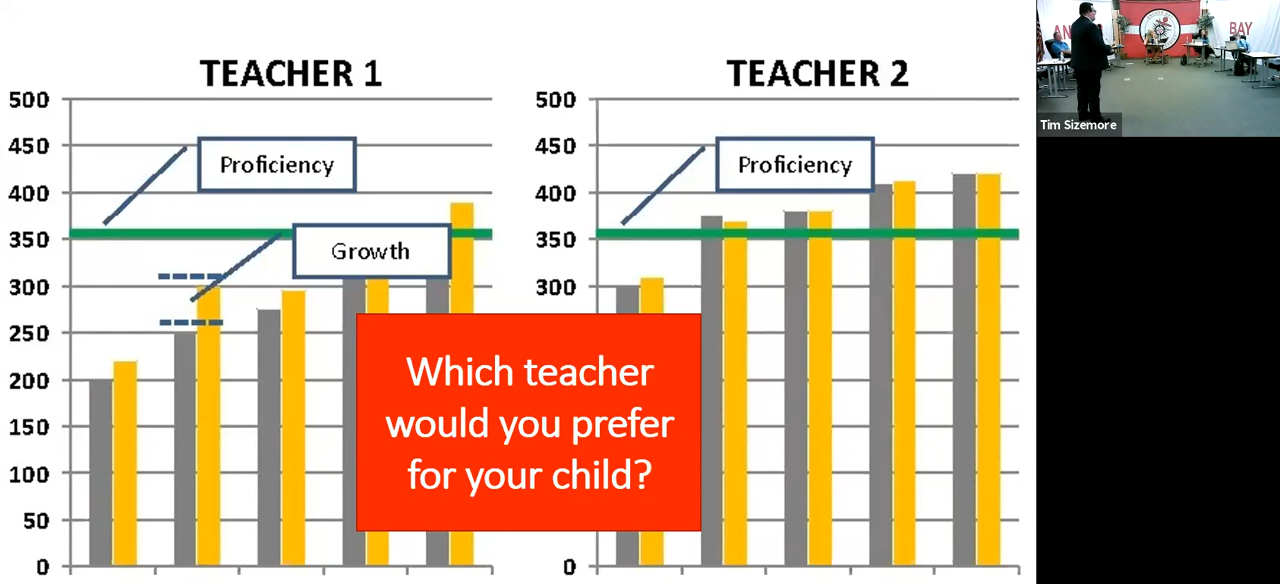 TEACHER 1
500
450
400
350
300
250
200
150
100
50
0
Proficiency
Growth
TEACHER 2
500
450
400
350
300
0
Proficiency
Which teacher
would you prefer
for your child?
BAY
Tim Sizemore